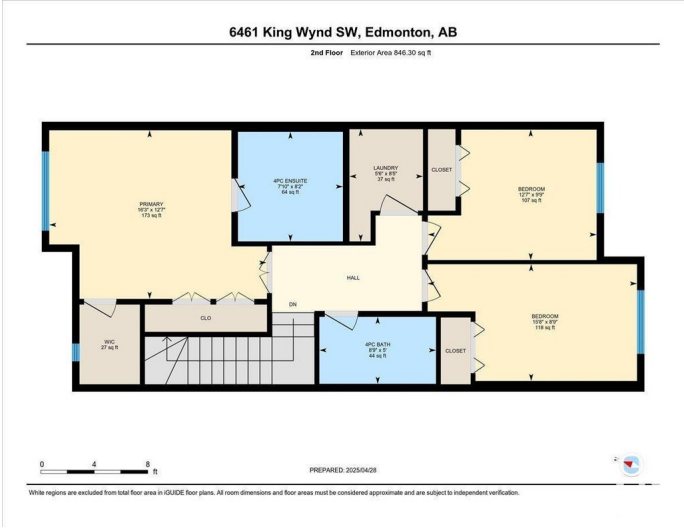 6461 King Wynd SW, Edmonton, AB
2nd Floor   Exterior Area 846.30 sq ft
PRIMARY
16'3" x 12'7"
173 sq ft
4PC ENSUITE
7'10" x 8'2"
64 sq ft
LAUNDRY
5'6" x 8'5"
37 sq ft
CLOSET
BEDROOM
12'7" x 9'9"
107 sq ft
HALL
DN
CLO
WIC
27 sq ft
4PC BATH
8'9" x 5'
44 sq ft
CLOSET
BEDROOM
15'8" x 8'9"
118 sq ft
0 4 8 ft
PREPARED: 2025/04/28
White regions are excluded from total floor area in iGUIDE floor plans. All room dimensions and floor areas must be considered approximate and are subject to independent verification.